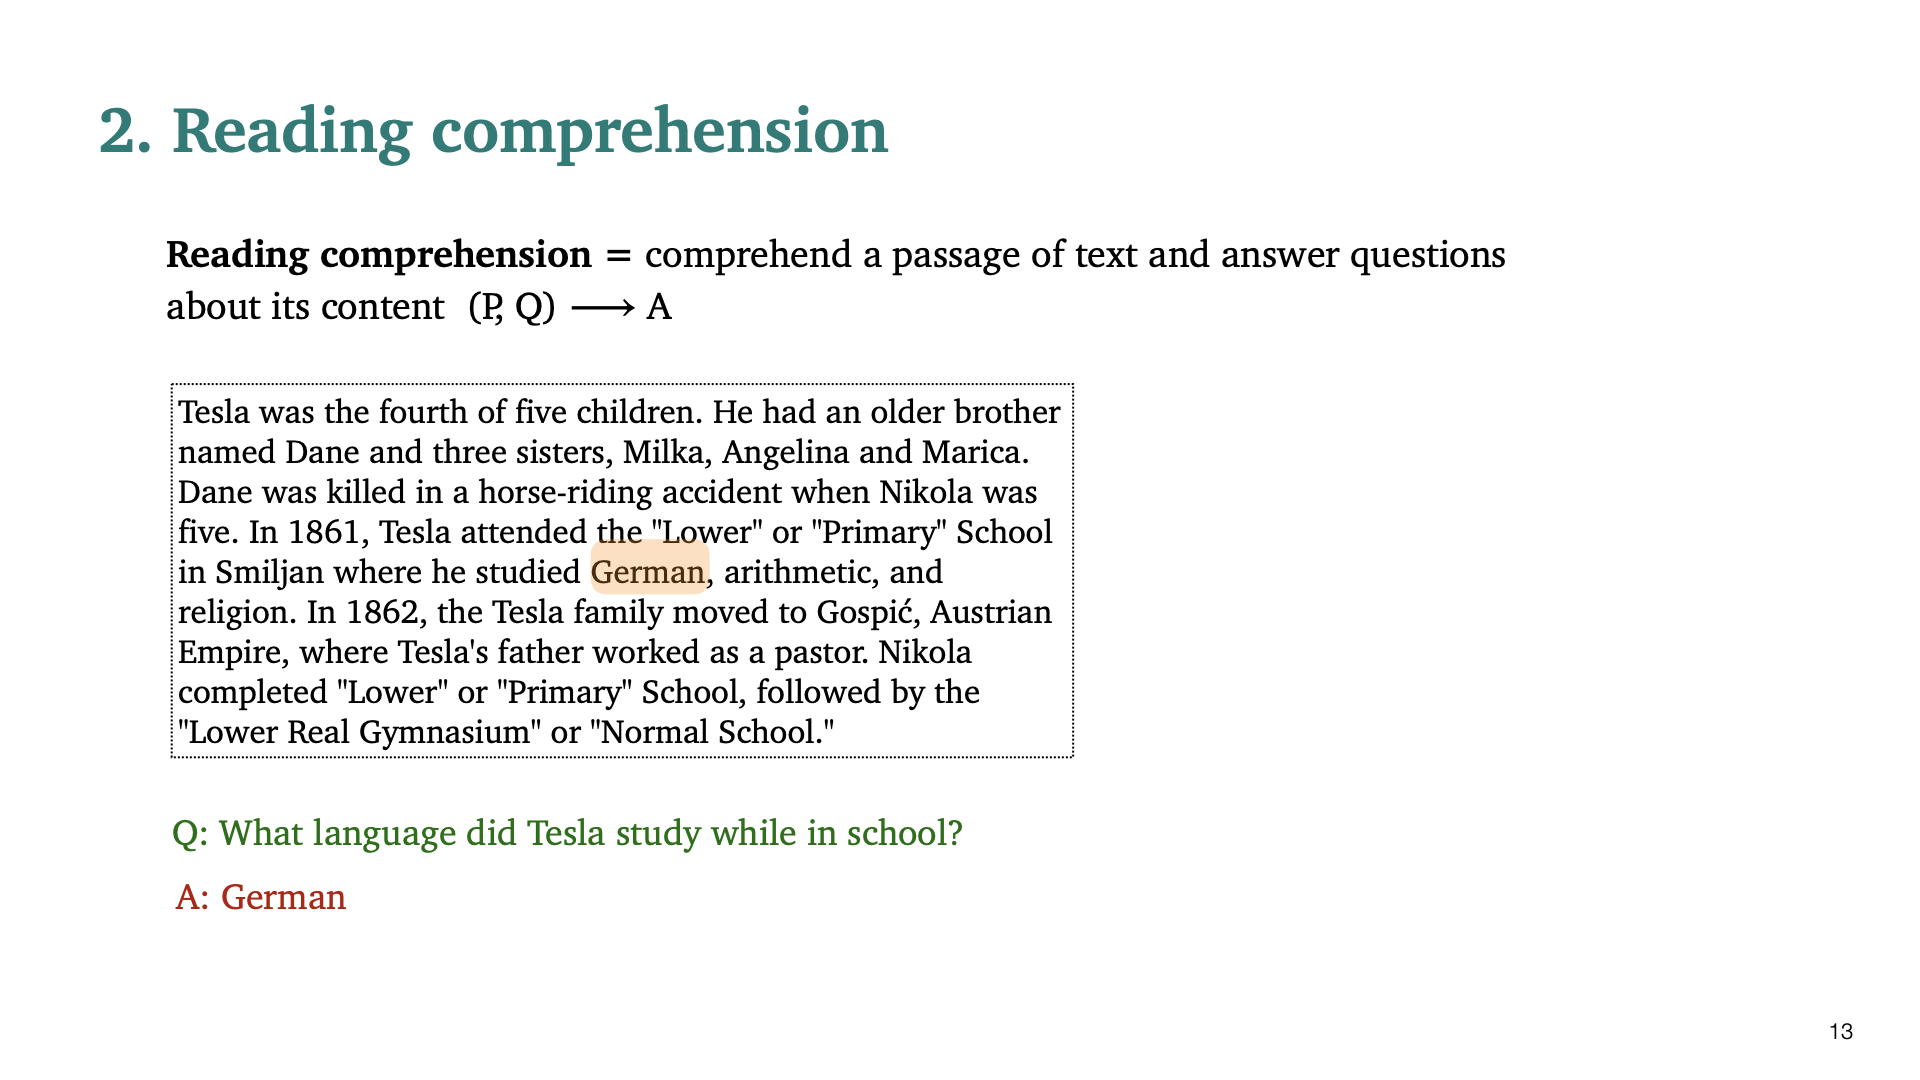 2. Reading comprehension
Reading comprehension = comprehend a passage of text and answer questions
about its content (P, Q) ⟶ A
Tesla was the fourth of five children. He had an older brother
named Dane and three sisters, Milka, Angelina and Marica.
Dane was killed in a horse-riding accident when Nikola was
five. In 1861, Tesla attended the "Lower" or "Primary" School
in Smiljan where he studied German, arithmetic, and
religion. In 1862, the Tesla family moved to Gospić, Austrian
Empire, where Tesla's father worked as a pastor. Nikola
completed "Lower" or "Primary" School, followed by the
"Lower Real Gymnasium" or "Normal School."
Q: What language did Tesla study while in school?
A: German
13